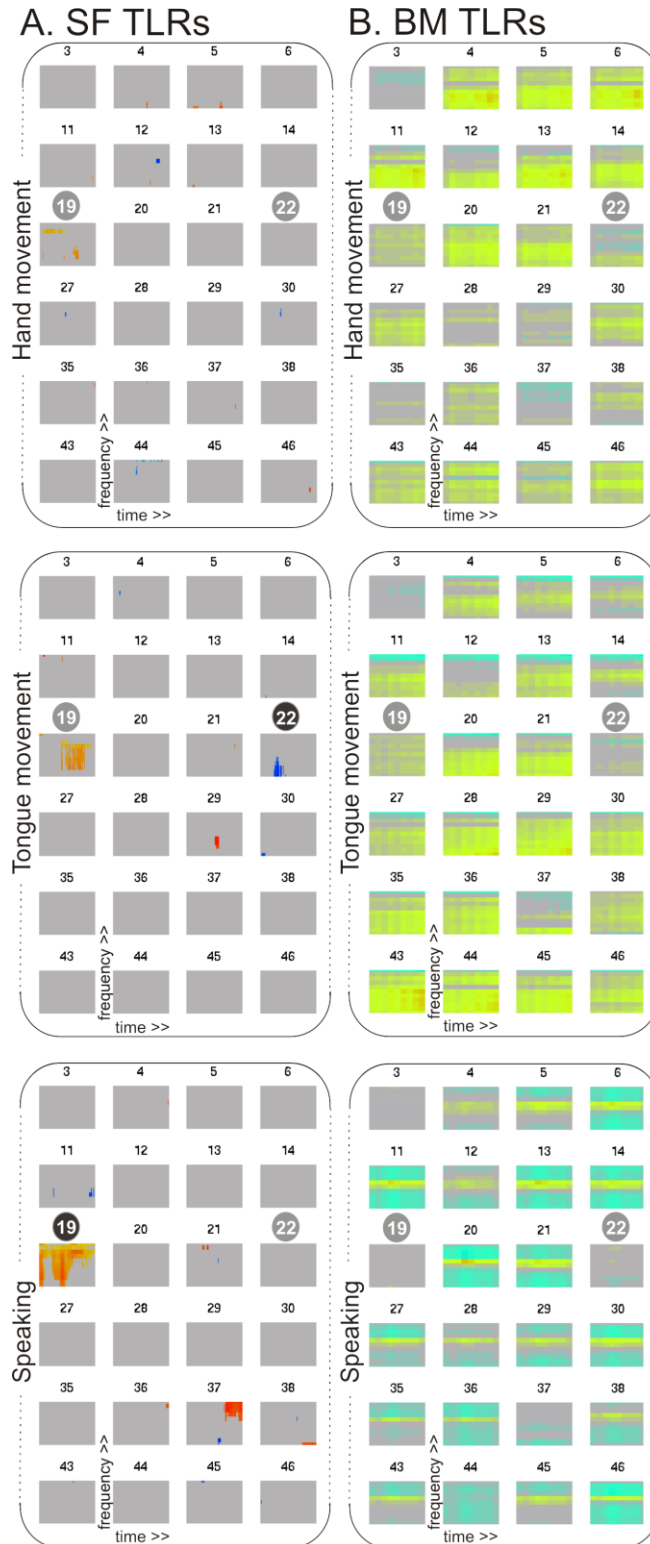 A. SF TLRs
B. BM TLRs
Hand movement
3 4 5 6
11 12 13 14
19 20 21 22
27 28 29 30
35 36 37 38
43 44 45 46
frequency >>
time >>
Hand movement
3 4 5 6
11 12 13 14
19 20 21 22
27 28 29 30
35 36 37 38
43 44 45 46
frequency >>
time >>
Tongue movement
3 4 5 6
11 12 13 14
19 20 21 22
27 28 29 30
35 36 37 38
43 44 45 46
frequency >>
time >>
Tongue movement
3 4 5 6
11 12 13 14
19 20 21 22
27 28 29 30
35 36 37 38
43 44 45 46
frequency >>
time >>
Speaking
3 4 5 6
11 12 13 14
19 20 21 22
27 28 29 30
35 36 37 38
43 44 45 46
frequency >>
time >>
Speaking
3 4 5 6
11 12 13 14
19 20 21 22
27 28 29 30
35 36 37 38
43 44 45 46
frequency >>
time >>